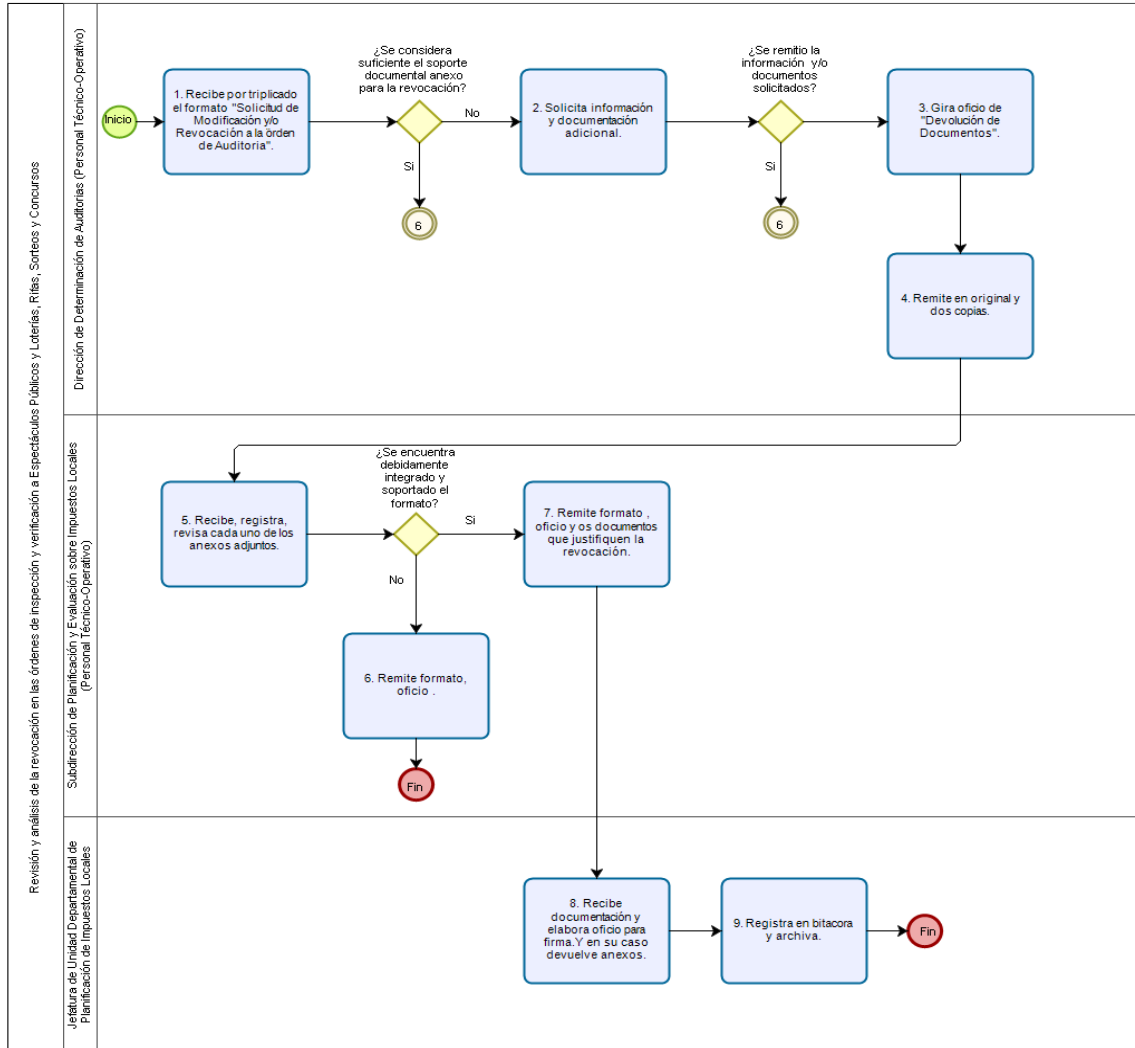 Revisión y análisis de la revocación en las órdenes de inspección y verificación a Espectáculos Públicos y Loterías, Rifas, Sorteos y Concursos
Dirección de Determinación de Auditorias (Personal Técnico-Operativo)
Inicio
1. Recibe por triplicado
el formato "Solicitud de
Modificación y/o
Revocación a la orden
de Auditoria".
¿Se considera
suficiente el soporte
documental anexo
para la revocación?
No
Si
6
2. Solicita información
y documentación
adicional.
¿Se remitio la
información y/o
documentos
solicitados?
Si
6
3. Gira oficio de
"Devolución de
Documentos".
4. Remite en original y
dos copias.
Subdirección de Planificación y Evaluación sobre Impuestos Locales
(Personal Técnico-Operativo)
5. Recibe, registra,
revisa cada uno de los
anexos adjuntos.
¿Se encuentra
debidamente
integrado y
soportado el
formato?
Si
No
7. Remite formato ,
oficio y os documentos
que justifiquen la
revocación.
6. Remite formato,
oficio .
Fin
Jefatura de Unidad Departamental de
Planificación de Impuestos Locales
8. Recibe
documentación y
elabora oficio para
firma.Y en su caso
devuelve anexos.
9. Registra en bitacora
y archiva.
Fin